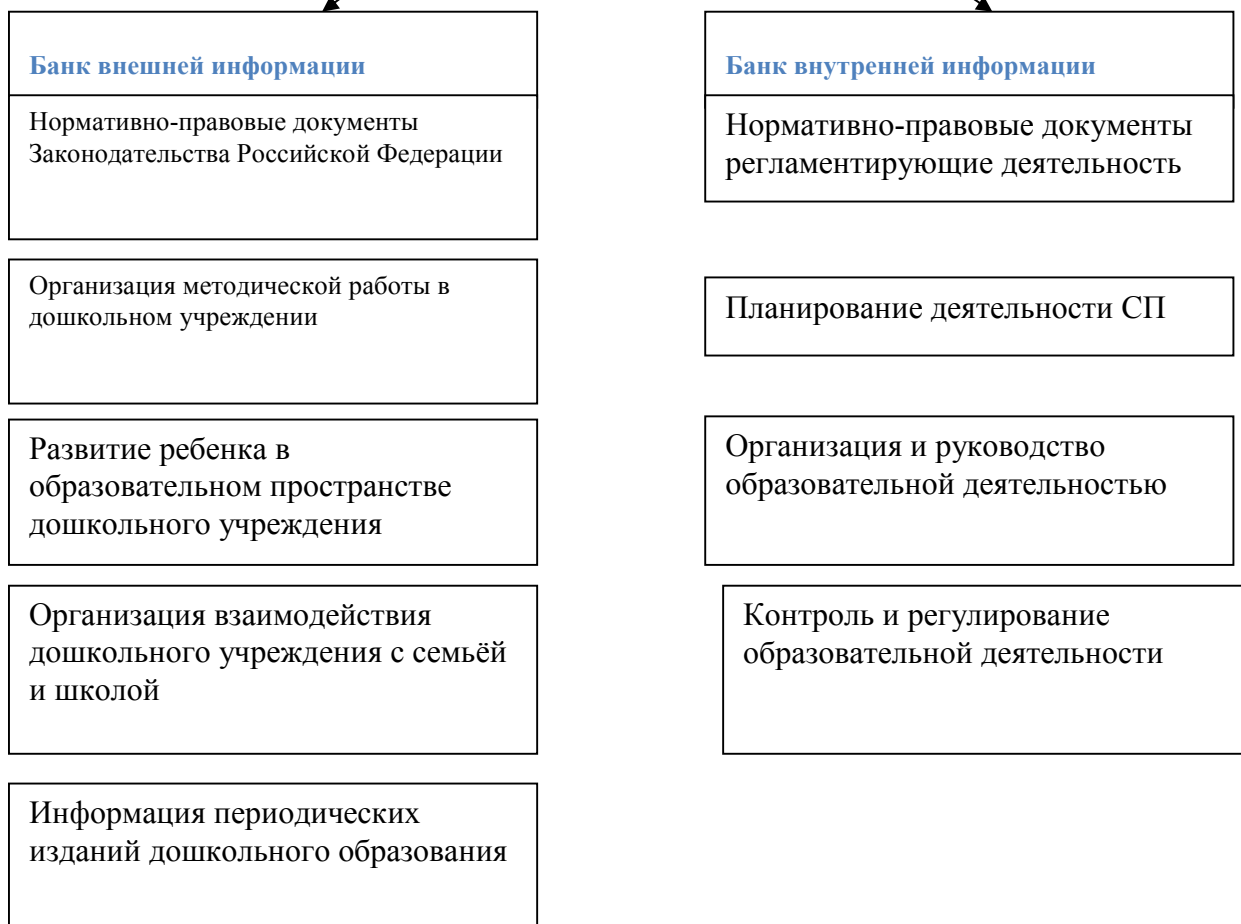 Банк внешней информации
Нормативно-правовые документы
Законодательства Российской Федерации
Организация методической работы в
дошкольном учреждении
Развитие ребенка в
образовательном пространстве
дошкольного учреждения
Организация взаимодействия
дошкольного учреждения с семьёй
и школой
Информация периодических
изданий дошкольного образования
Банк внутренней информации
Нормативно-правовые документы
регламентирующие деятельность
Планирование деятельности СП
Организация и руководство
образовательной деятельностью
Контроль и регулирование
образовательной деятельности